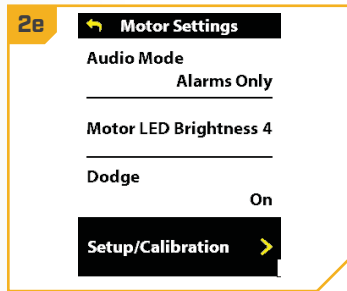 2e
Motor Settings
Audio Mode
Alarms Only
Motor LED Brightness 4
Dodge
On
Setup/Calibration >